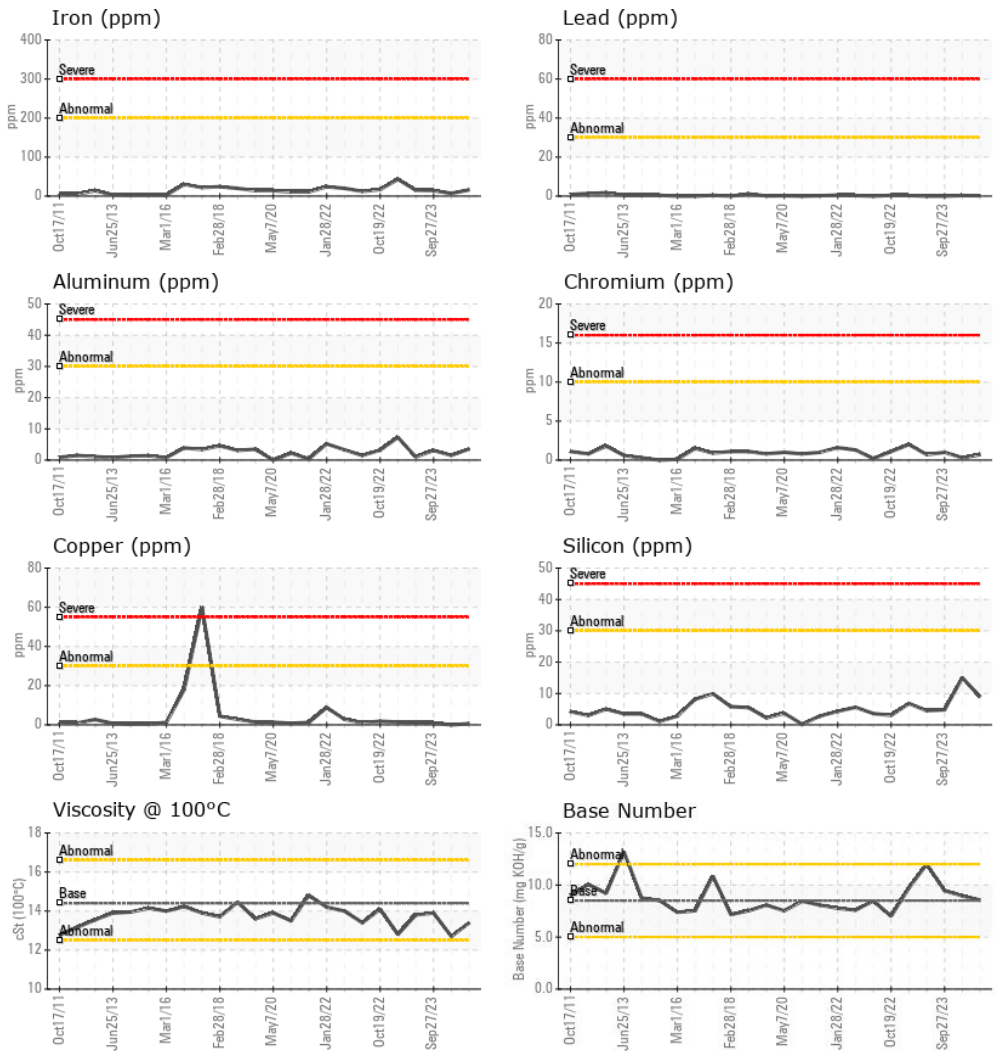 Iron (ppm)
400
300
200
100
0
ppm
Severe
Abnormal
Oct17/11
Jun25/13
Mar1/16
Feb28/18
May7/20
Jan28/22
Oct19/22
Sep27/23
Lead (ppm)
80
60
40
20
0
ppm
Severe
Abnormal
Oct17/11
Jun25/13
Mar1/16
Feb28/18
May7/20
Jan28/22
Oct19/22
Sep27/23
Aluminum (ppm)
50
40
30
20
10
0
ppm
Severe
Abnormal
Oct17/11
Jun25/13
Mar1/16
Feb28/18
May7/20
Jan28/22
Oct19/22
Sep27/23
Chromium (ppm)
20
15
10
5
0
ppm
Severe
Abnormal
Oct17/11
Jun25/13
Mar1/16
Feb28/18
May7/20
Jan28/22
Oct19/22
Sep27/23
Copper (ppm)
80
60
40
20
0
ppm
Severe
Abnormal
Oct17/11
Jun25/13
Mar1/16
Feb28/18
May7/20
Jan28/22
Oct19/22
Sep27/23
Silicon (ppm)
50
40
30
20
10
0
ppm
Severe
Abnormal
Oct17/11
Jun25/13
Mar1/16
Feb28/18
May7/20
Jan28/22
Oct19/22
Sep27/23
Viscosity @ 100°C
18
16
14
12
10
cSt (100°C)
Abnormal
Base
Abnormal
Oct17/11
Jun25/13
Mar1/16
Feb28/18
May7/20
Jan28/22
Oct19/22
Sep27/23
Base Number
15.0
10.0
5.0
0.0
Base Number (mg KOH/g)
Abnormal
Base
Abnormal
Oct17/11
Jun25/13
Mar1/16
Feb28/18
May7/20
Jan28/22
Oct19/22
Sep27/23